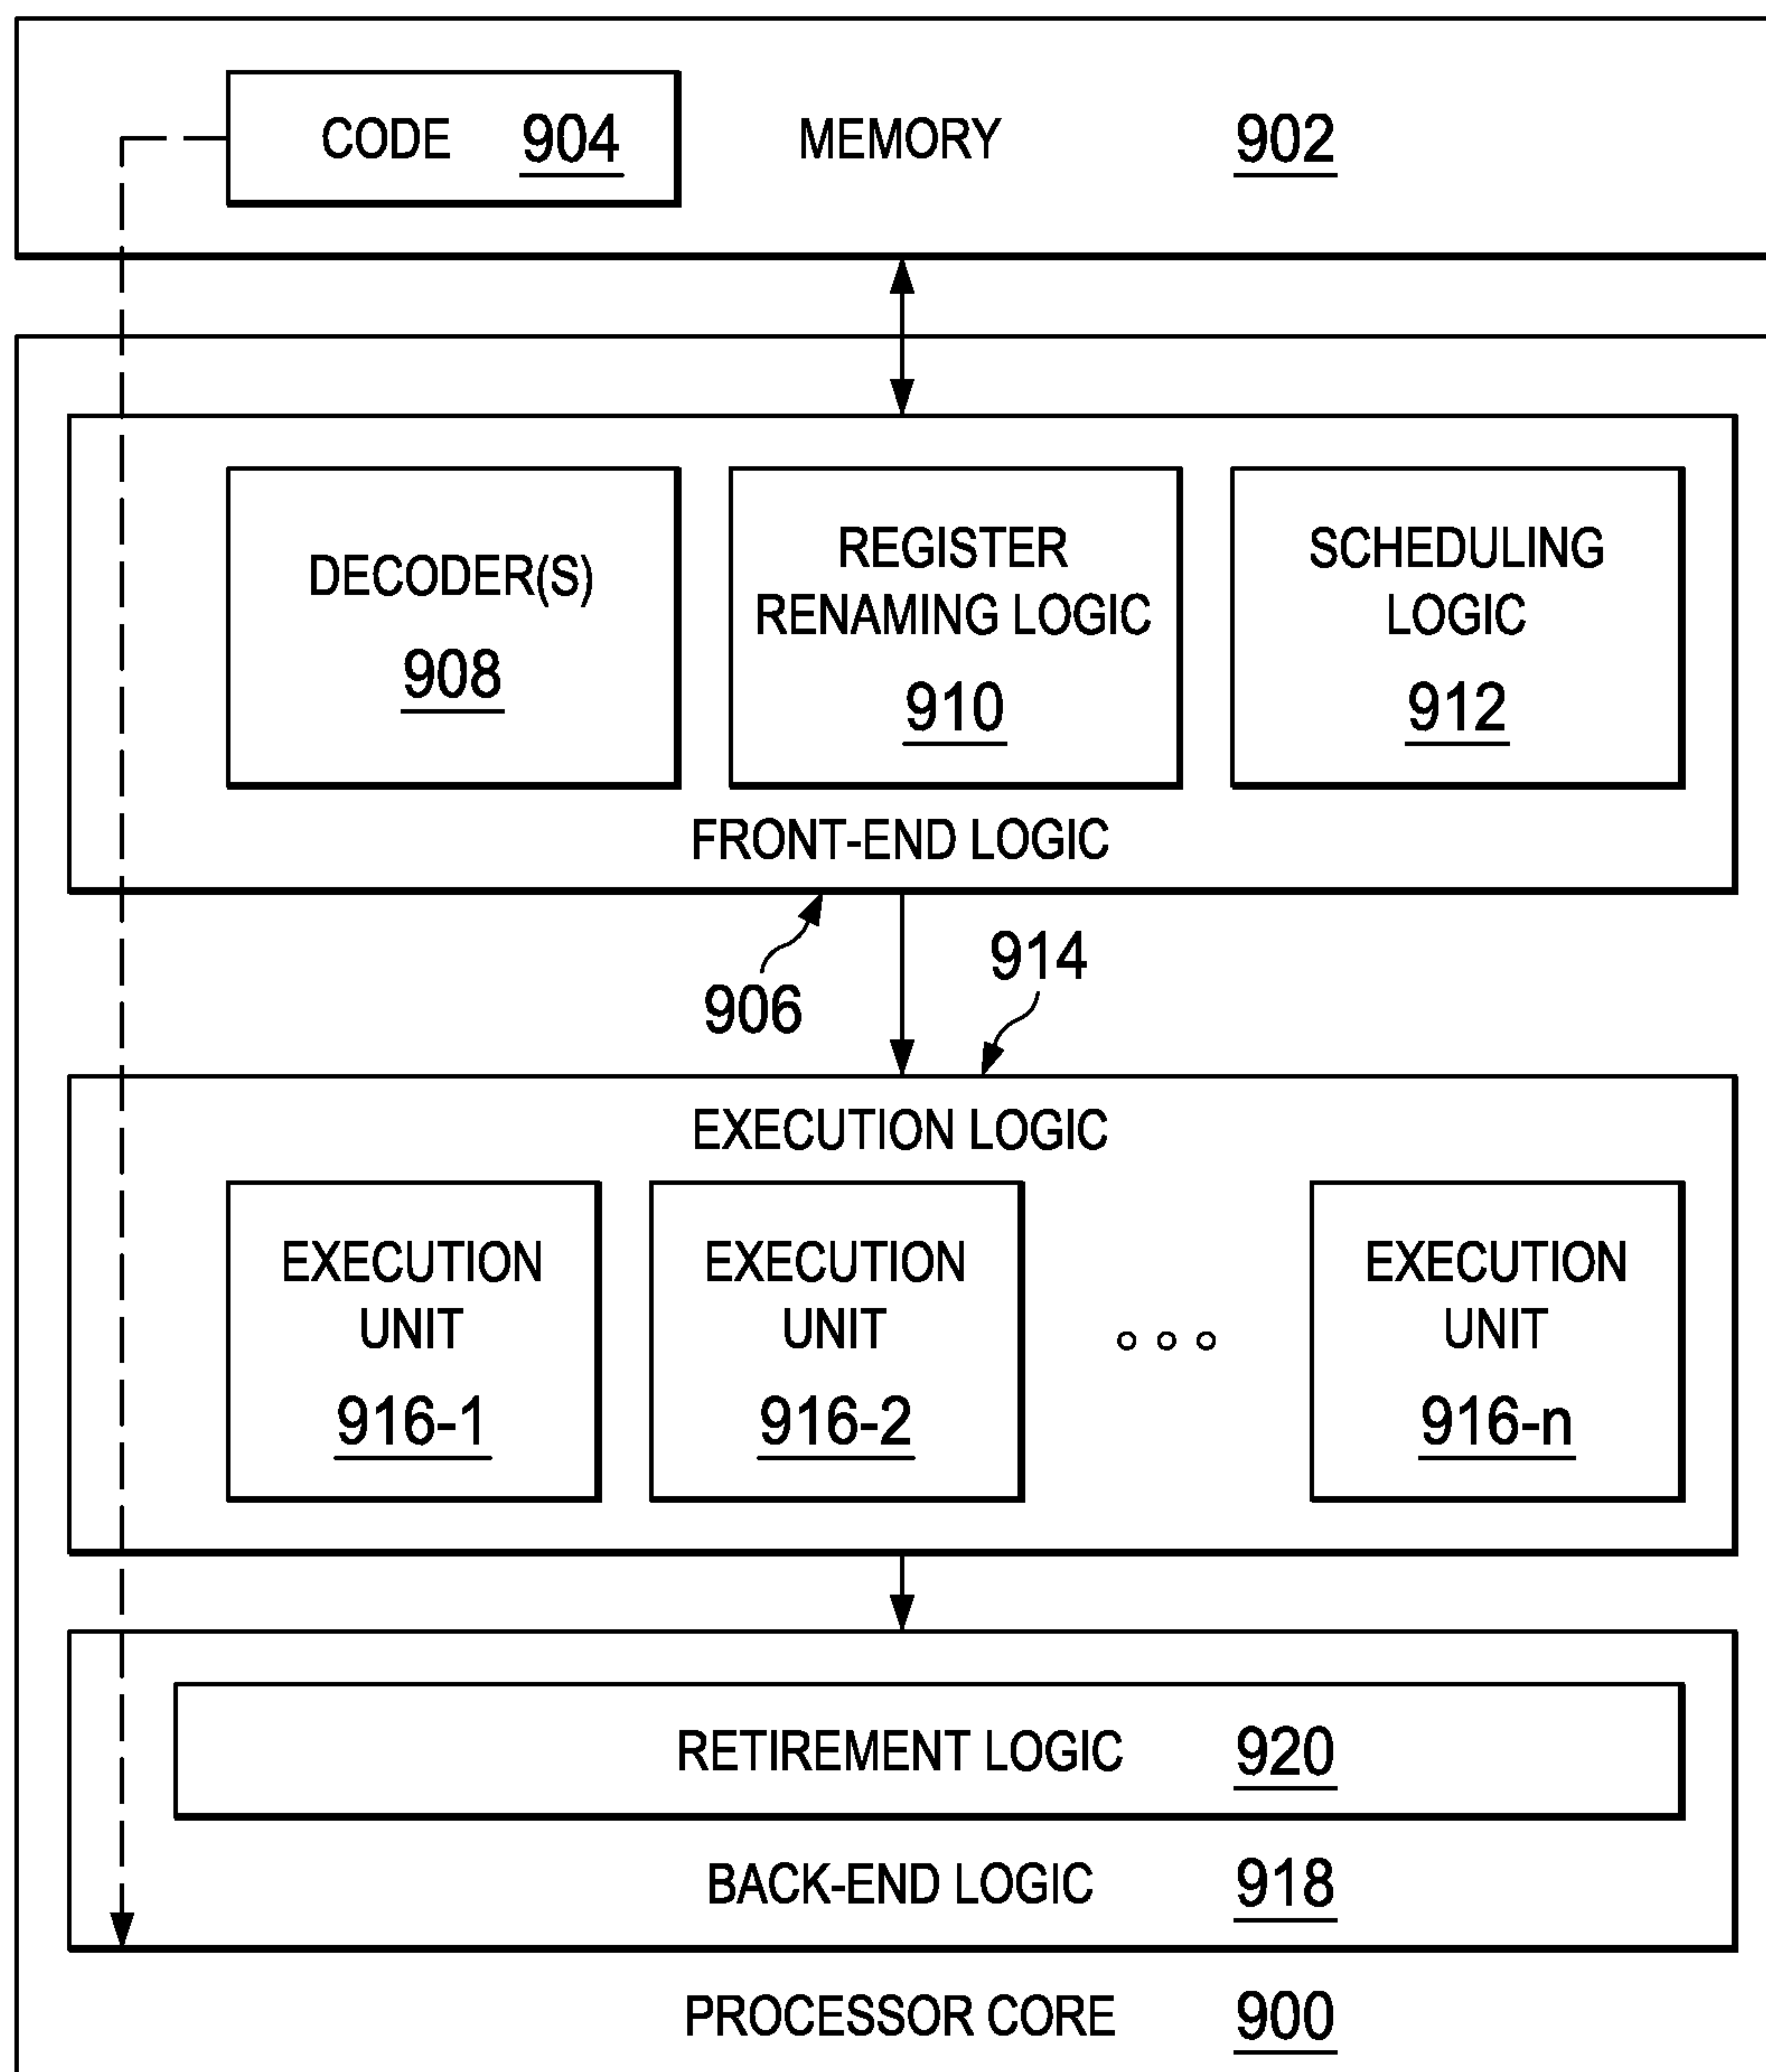 CODE 904 MEMORY 902
DECODER(S)
908
REGISTER
RENAMING LOGIC
910
SCHEDULING
LOGIC
912
FRONT-END LOGIC
906
914
EXECUTION LOGIC
EXECUTION
UNIT
916-1
EXECUTION
UNIT
916-2
EXECUTION
UNIT
916-n
RETIREMENT LOGIC 920
BACK-END LOGIC 918
PROCESSOR CORE 900